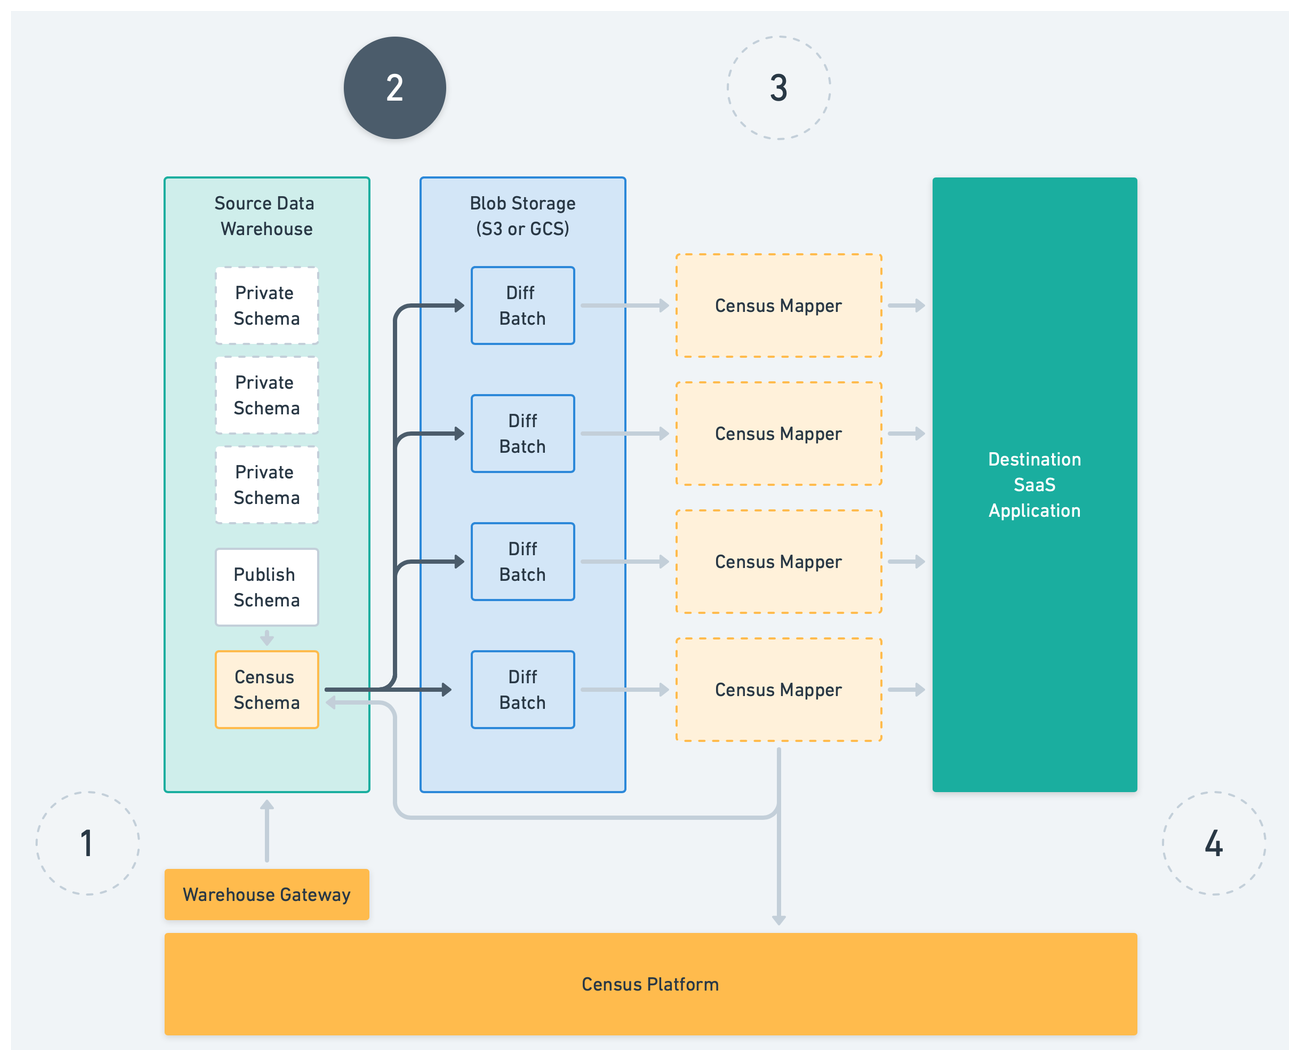 2
3
Source Data
Warehouse
Private
Schema
Private
Schema
Private
Schema
Publish
Schema
Census
Schema
Blob Storage
(S3 or GCS)
Diff
Batch
Diff
Batch
Diff
Batch
Diff
Batch
Census Mapper
Census Mapper
Census Mapper
Census Mapper
Destination
SaaS
Application
1
4
Warehouse Gateway
Census Platform